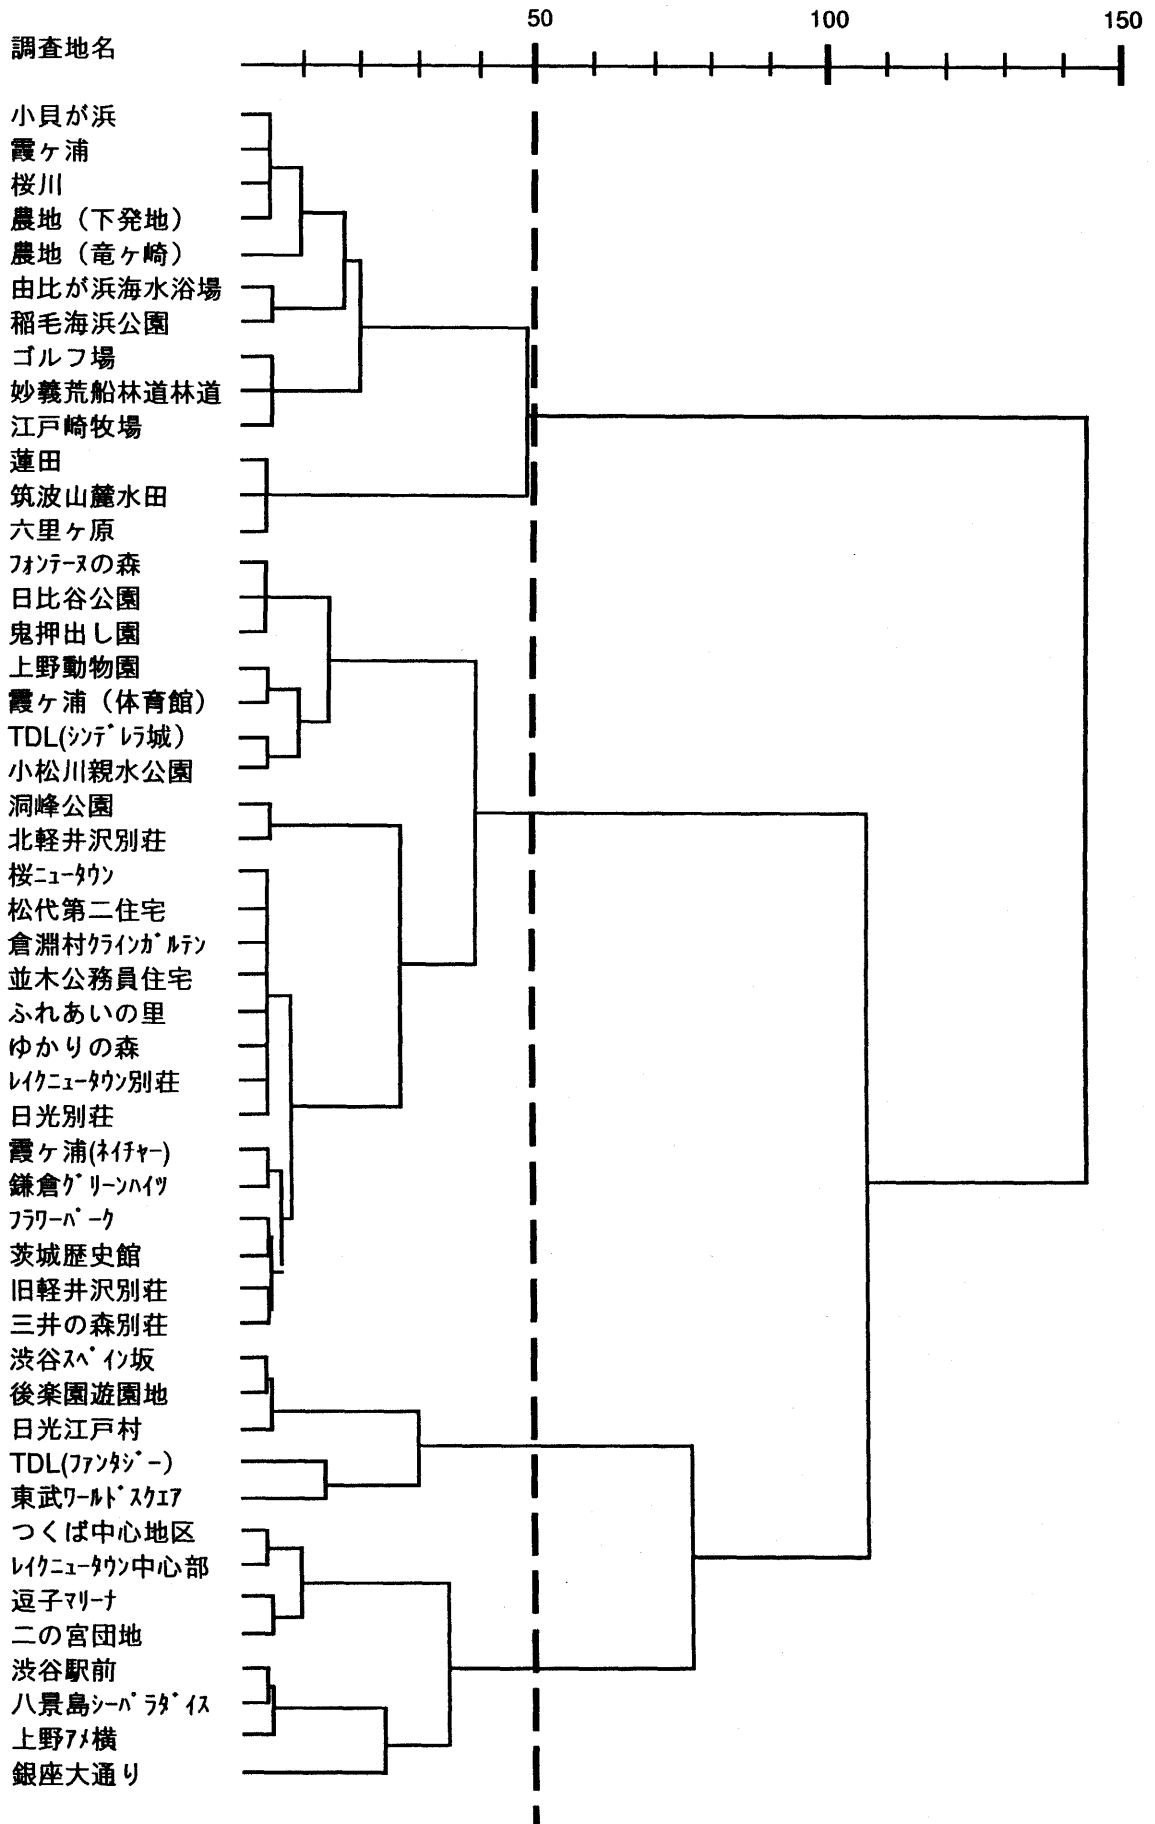 50 100 150
調査地名
小貝が浜
霞ヶ浦
桜川
農地（下発地）
農地（竜ヶ崎）
由比が浜海水浴場
稲毛海浜公園
ゴルフ場
妙義荒船林道林道
江戸崎牧場
蓮田
筑波山麓水田
六里ヶ原
ﾌｫﾝﾃｰﾇの森
日比谷公園
鬼押出し園
上野動物園
霞ヶ浦（体育館）
TDL(ｼﾝﾃﾞﾚﾗ城）
小松川親水公園
洞峰公園
北軽井沢別荘
桜ﾆｭｰﾀｳﾝ
松代第二住宅
倉淵村ｸﾗｲﾝｶﾞﾙﾃﾝ
並木公務員住宅
ふれあいの里
ゆかりの森
ﾚｲｸﾆｭｰﾀｳﾝ別荘
日光別荘
霞ヶ浦(ﾈｲﾁｬｰ)
鎌倉ｸﾞﾘｰﾝﾊｲﾂ
ﾌﾗﾜｰﾊﾟｰｸ
茨城歴史館
旧軽井沢別荘
三井の森別荘
渋谷ｽﾍﾟｲﾝ坂
後楽園遊園地
日光江戸村
TDL(ﾌｧﾝﾀｼﾞｰ）
東武ﾜｰﾙﾄﾞｽｸｴｱ
つくば中心地区
ﾚｲｸﾆｭｰﾀｳﾝ中心部
逗子ﾏﾘｰﾅ
二の宮団地
渋谷駅前
八景島ｼｰﾊﾟﾗﾀﾞｲｽ
上野ｱﾒ横
銀座大通り